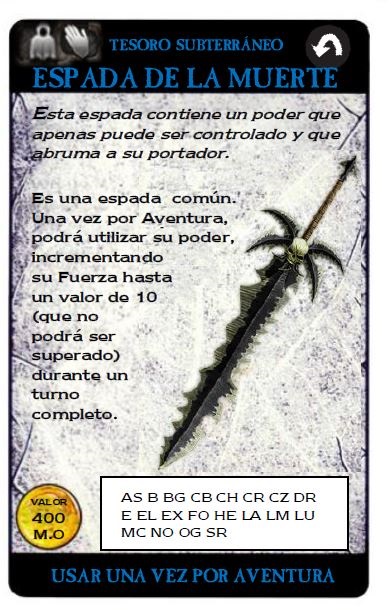 TESORO SUBTERRÁNEO
ESPADA DE LA MUERTE
Esta espada contiene un poder que
apenas puede ser controlado y que
abruma a su portador.
Es una espada común.
Una vez por Aventura,
podrá utilizar su poder,
incrementando
su Fuerza hasta
un valor de 10
(que no
podrá ser
superado)
durante un
turno
completo.
VALOR
400
M.O
AS B BG CB CH CR CZ DR
E EL EX FO HE LA LM LU
MC NO OG SR
USAR UNA VEZ POR AVENTURA